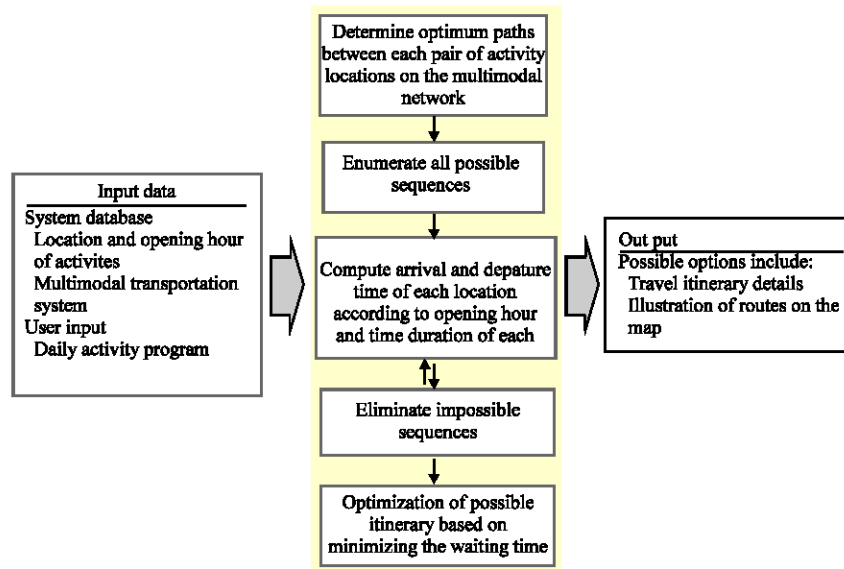 Determine optimum paths
between each pair of activity
locations on the multimodal
network
Enumerate all possible
sequences
Input data
System database
Location and opening hour
of activites
Multimodal transportation
system
User input
Daily activity program
Compute arrival and depature
time of each location
according to opening hour
and time duration of each
Out put
Possible options include:
Travel itinerary details
Illustration of routes on the
map
Eliminate impossible
sequences
Optimization of possible
itinerary based on
minimizing the waiting time